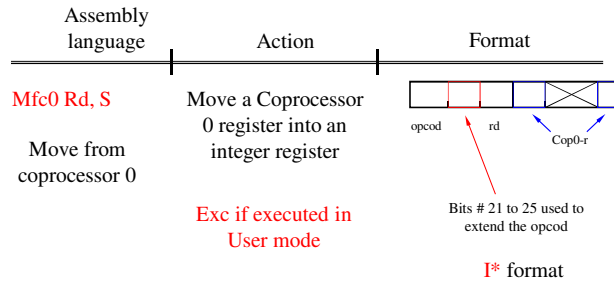 Assembly
language
Action
Format
Mfc0 Rd, S
Move from
coprocessor 0
Move a Coprocessor
0 register into an
integer register
Exc if executed in
User mode
opcod
rd
Cop0-r
Bits # 21 to 25 used to
extend the opcod
I* format